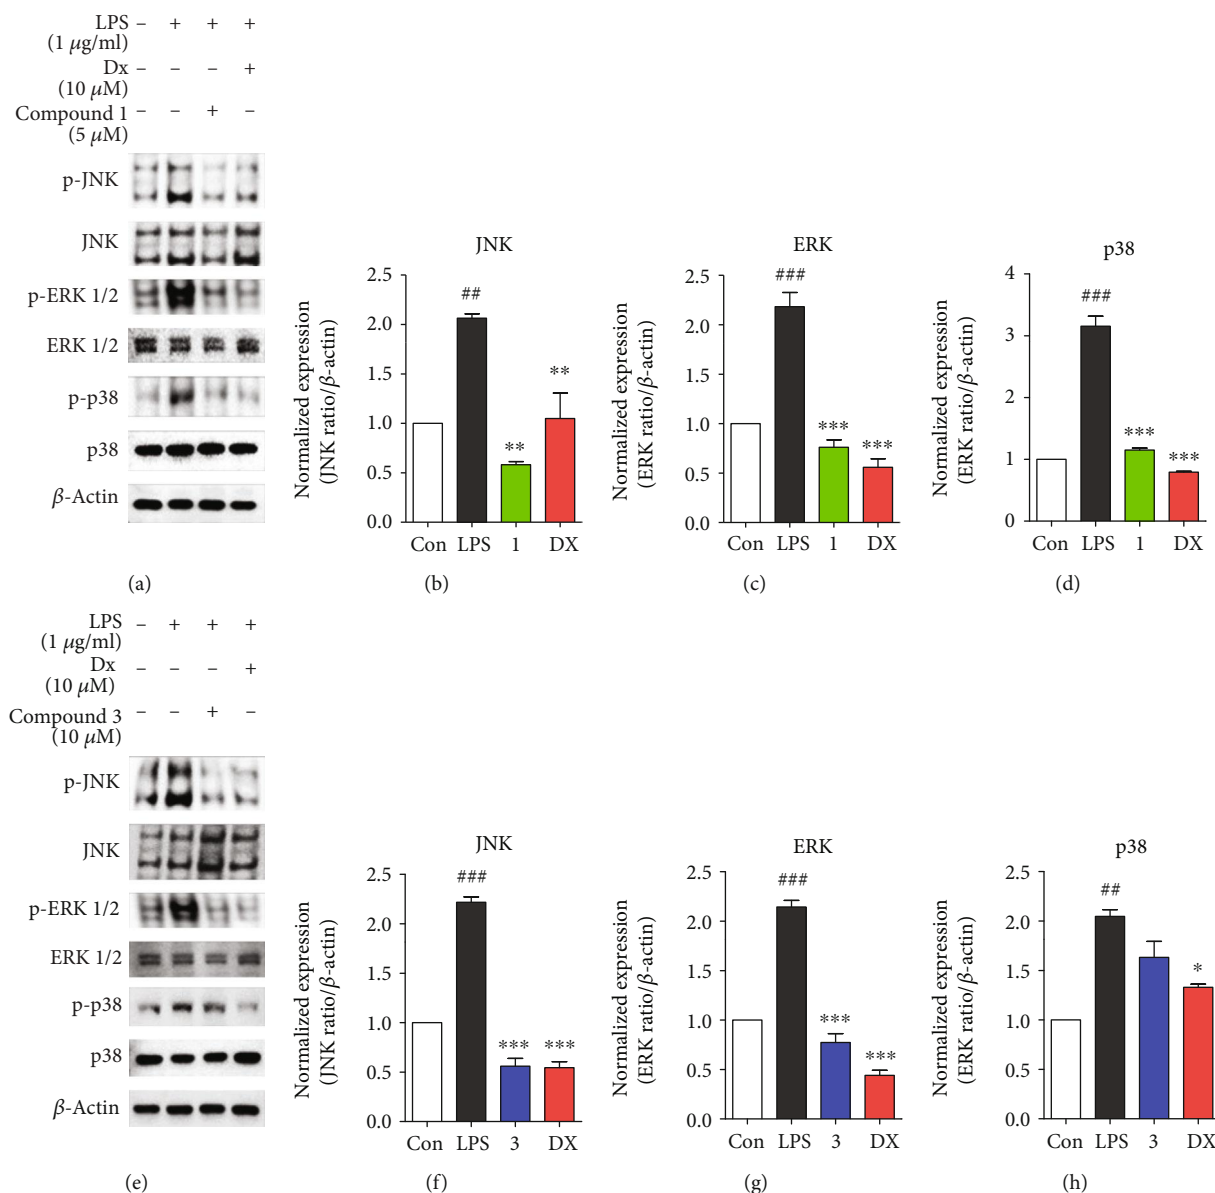 LPS – + + +
(1 μg/ml)
Dx – – – +
(10 μM)
Compound 1 – – + –
(5 μM)
p-JNK
JNK
p-ERK 1/2
ERK 1/2
p-p38
p38
β-Actin
(a)
JNK
Normalized expression
(JNK ratio/β-actin)
2.5
2.0
1.5
1.0
0.5
0.0
##
**
**
Con LPS 1 DX
(b)
ERK
Normalized expression
(ERK ratio/β-actin)
2.5
2.0
1.5
1.0
0.5
0.0
###
***
***
Con LPS 1 DX
(c)
p38
Normalized expression
(ERK ratio/β-actin)
4
3
2
1
0
###
***
***
Con LPS 1 DX
(d)
LPS – + + +
(1 μg/ml)
Dx – – – +
(10 μM)
Compound 3 – – + –
(10 μM)
p-JNK
JNK
p-ERK 1/2
ERK 1/2
p-p38
p38
β-Actin
(e)
JNK
Normalized expression
(JNK ratio/β-actin)
2.5
2.0
1.5
1.0
0.5
0.0
###
***
***
Con LPS 3 DX
(f)
ERK
Normalized expression
(ERK ratio/β-actin)
2.5
2.0
1.5
1.0
0.5
0.0
###
***
***
Con LPS 3 DX
(g)
p38
Normalized expression
(ERK ratio/β-actin)
2.5
2.0
1.5
1.0
0.5
0.0
##
*
Con LPS 3 DX
(h)